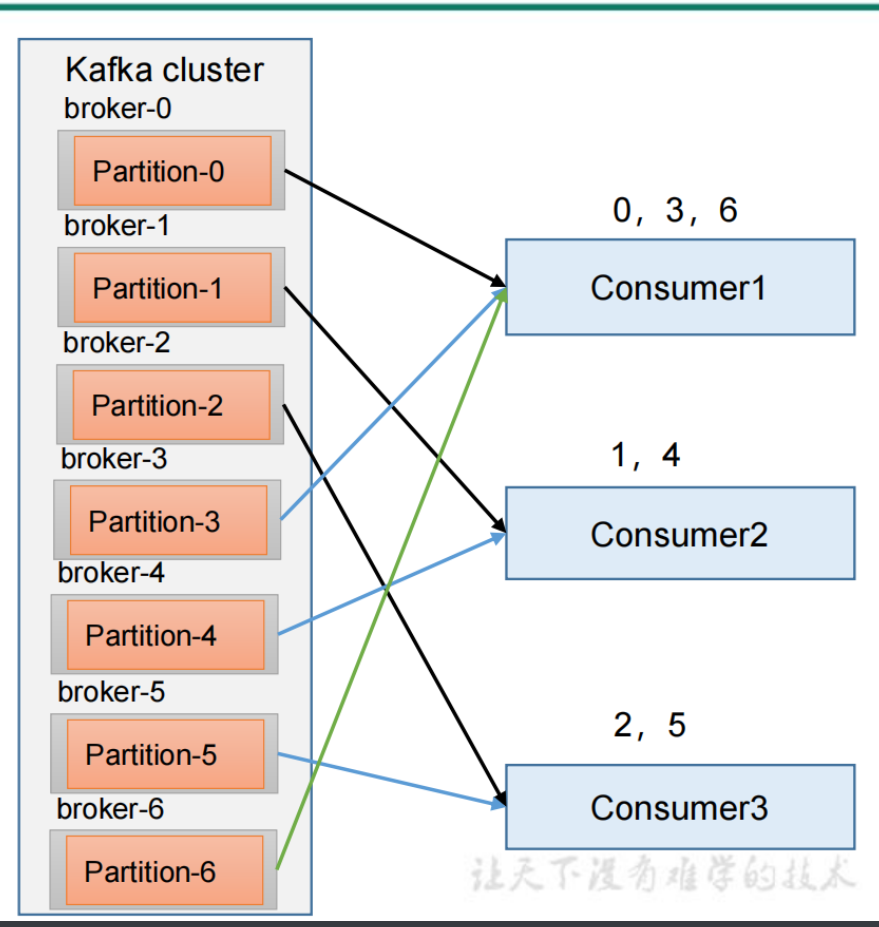 Kafka cluster
broker-0
Partition-0
broker-1
Partition-1
broker-2
Partition-2
broker-3
Partition-3
broker-4
Partition-4
broker-5
Partition-5
broker-6
Partition-6
0, 3, 6
Consumer1
1, 4
Consumer2
2, 5
Consumer3
让天下没有难学的技术